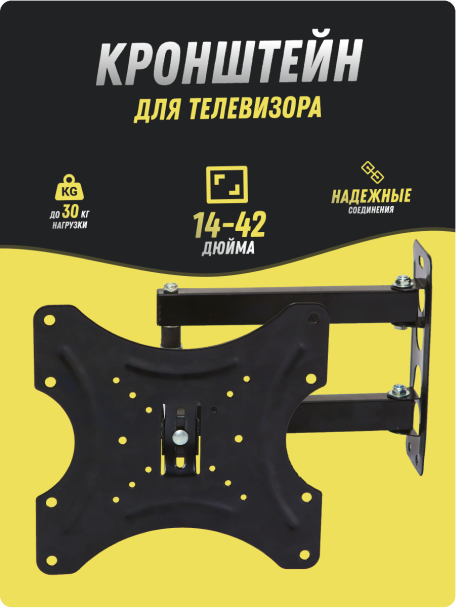 КРОНШТЕЙН
ДЛЯ ТЕЛЕВИЗОРА
KG
ДО 30 КГ
НАГРУЗКИ
14-42
ДЮЙМА
НАДЕЖНЫЕ
СОЕДИНЕНИЯ